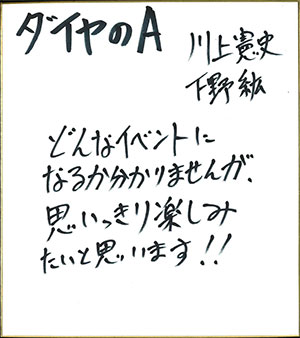 ダイヤのA
川上憲史
下野紘
どんなイベントに
なるか分かりませんが、
思いっきり楽しみ
たいと思います!!